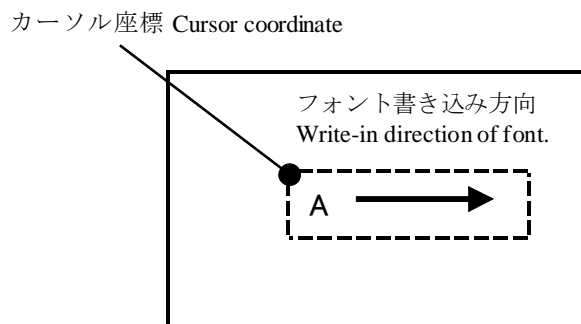 カーソル座標 Cursor coordinate
フォント書き込み方向
Write-in direction of font.
A